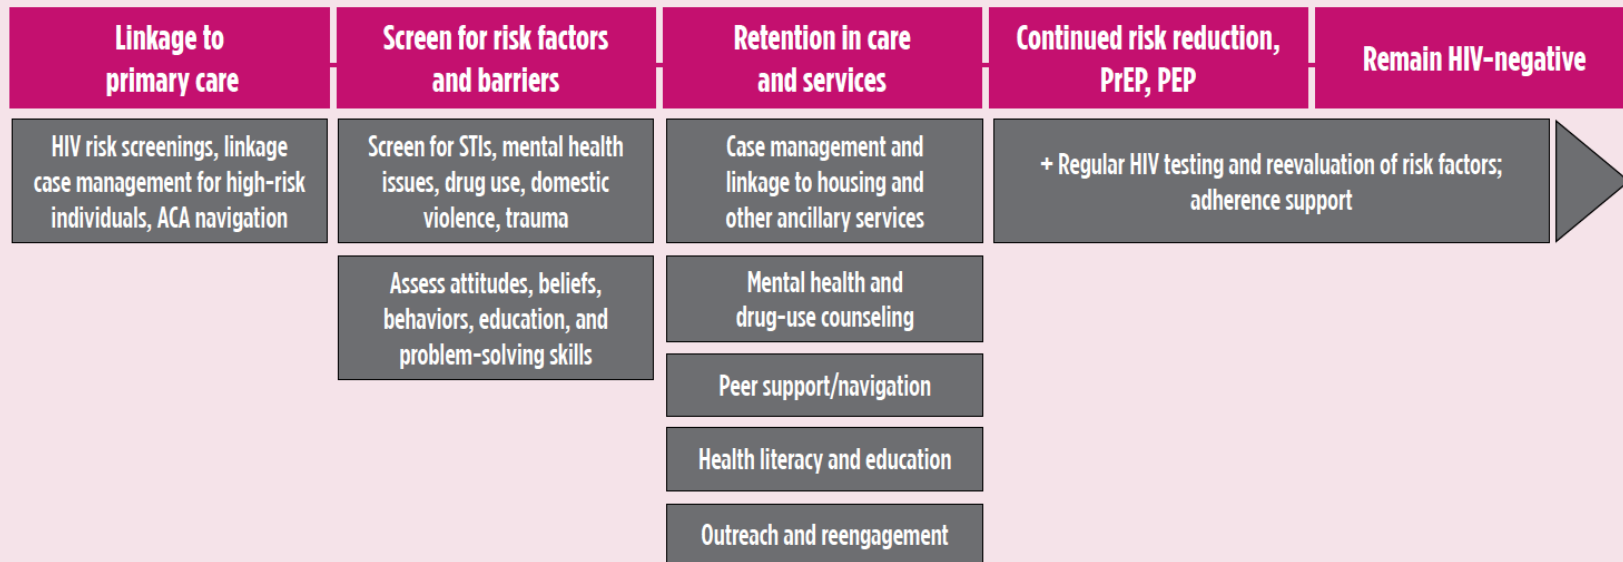 Linkage to
primary care
Screen for risk factors
and barriers
Retention in care
and services
Continued risk reduction,
PrEP, PEP
Remain HIV-negative
HIV risk screenings, linkage
case management for high-risk
individuals, ACA navigation
Screen for STIs, mental health
issues, drug use, domestic
violence, trauma
Assess attitudes, beliefs,
behaviors, education, and
problem-solving skills
Case management and
linkage to housing and
other ancillary services
Mental health and
drug-use counseling
Peer support/navigation
Health literacy and education
Outreach and reengagement
+ Regular HIV testing and reevaluation of risk factors;
adherence support